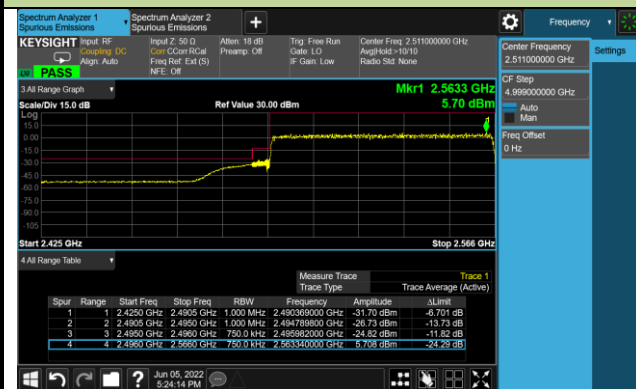 Spectrum Analyzer 1
Spurious Emissions
Spectrum Analyzer 2
Spurious Emissions
+
Frequency
KEYSIGHT
Input: RF
Coupling: DC
Align: Auto
Input Z: 50 Ω
Corr CCorr RCal
Freq Ref: Ext (S)
NFE: Off
Atten: 18 dB
Preamp: Off
Trig: Free Run
Gate: LO
IF Gain: Low
Center Freq: 2.511000000 GHz
Avg|Hold:>10/10
Radio Std: None
LXI PASS
Center Frequency
2.511000000 GHz
Settings
CF Step
4.999000000 GHz
Auto
Man
Freq Offset
0 Hz
3 All Range Graph
Mkr1 2.5633 GHz
Scale/Div 15.0 dB
Ref Value 30.00 dBm
5.70 dBm
Log
15.0
0.00
-15.0
-30.0
-45.0
-60.0
-75.0
-90.0
-105
Start 2.425 GHz
Stop 2.566 GHz
4 All Range Table
Measure Trace Trace 1
Trace Type Trace Average (Active)
Spur Range Start Freq Stop Freq RBW Frequency Amplitude ΔLimit
1 1 2.4250 GHz 2.4905 GHz 1.000 MHz 2.490369000 GHz -31.70 dBm -6.701 dB
2 2 2.4905 GHz 2.4950 GHz 1.000 MHz 2.494789800 GHz -26.73 dBm -13.73 dB
3 3 2.4950 GHz 2.4960 GHz 750.0 kHz 2.495982000 GHz -24.82 dBm -11.82 dB
4 4 2.4960 GHz 2.5660 GHz 750.0 kHz 2.563340000 GHz 5.708 dBm -24.29 dB
Jun 05, 2022
5:24:14 PM